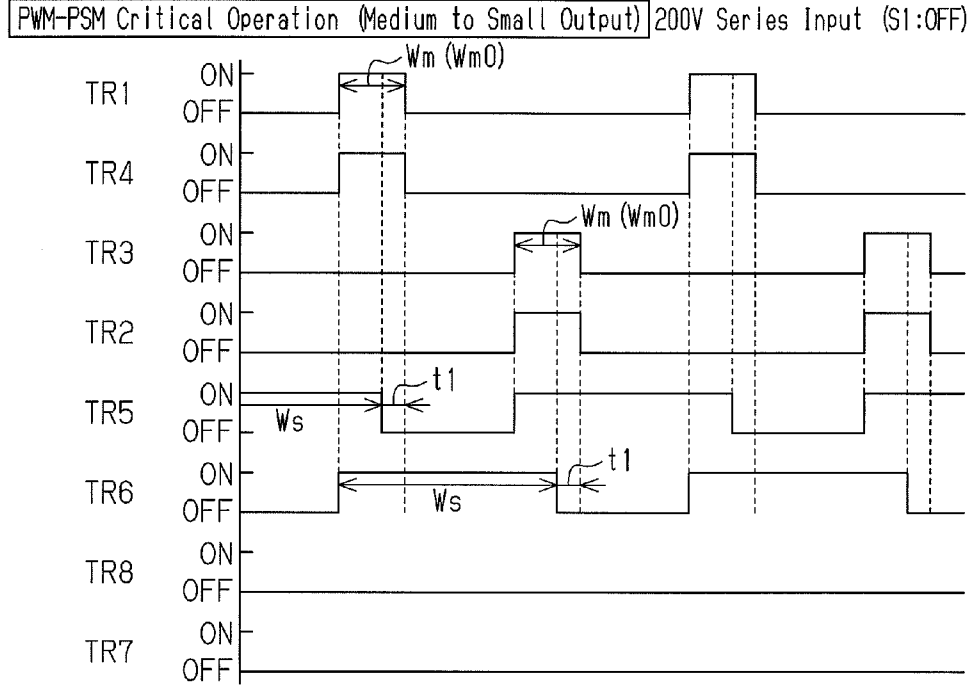 PWM-PSM Critical Operation (Medium to Small Output) 200V Series Input (S1:OFF)
Wm (Wm0)
TR1 ON
OFF
TR4 ON
OFF
Wm (Wm0)
TR3 ON
OFF
TR2 ON
OFF
t1
TR5 ON
Ws
OFF
t1
TR6 ON
Ws
OFF
TR8 ON
OFF
TR7 ON
OFF